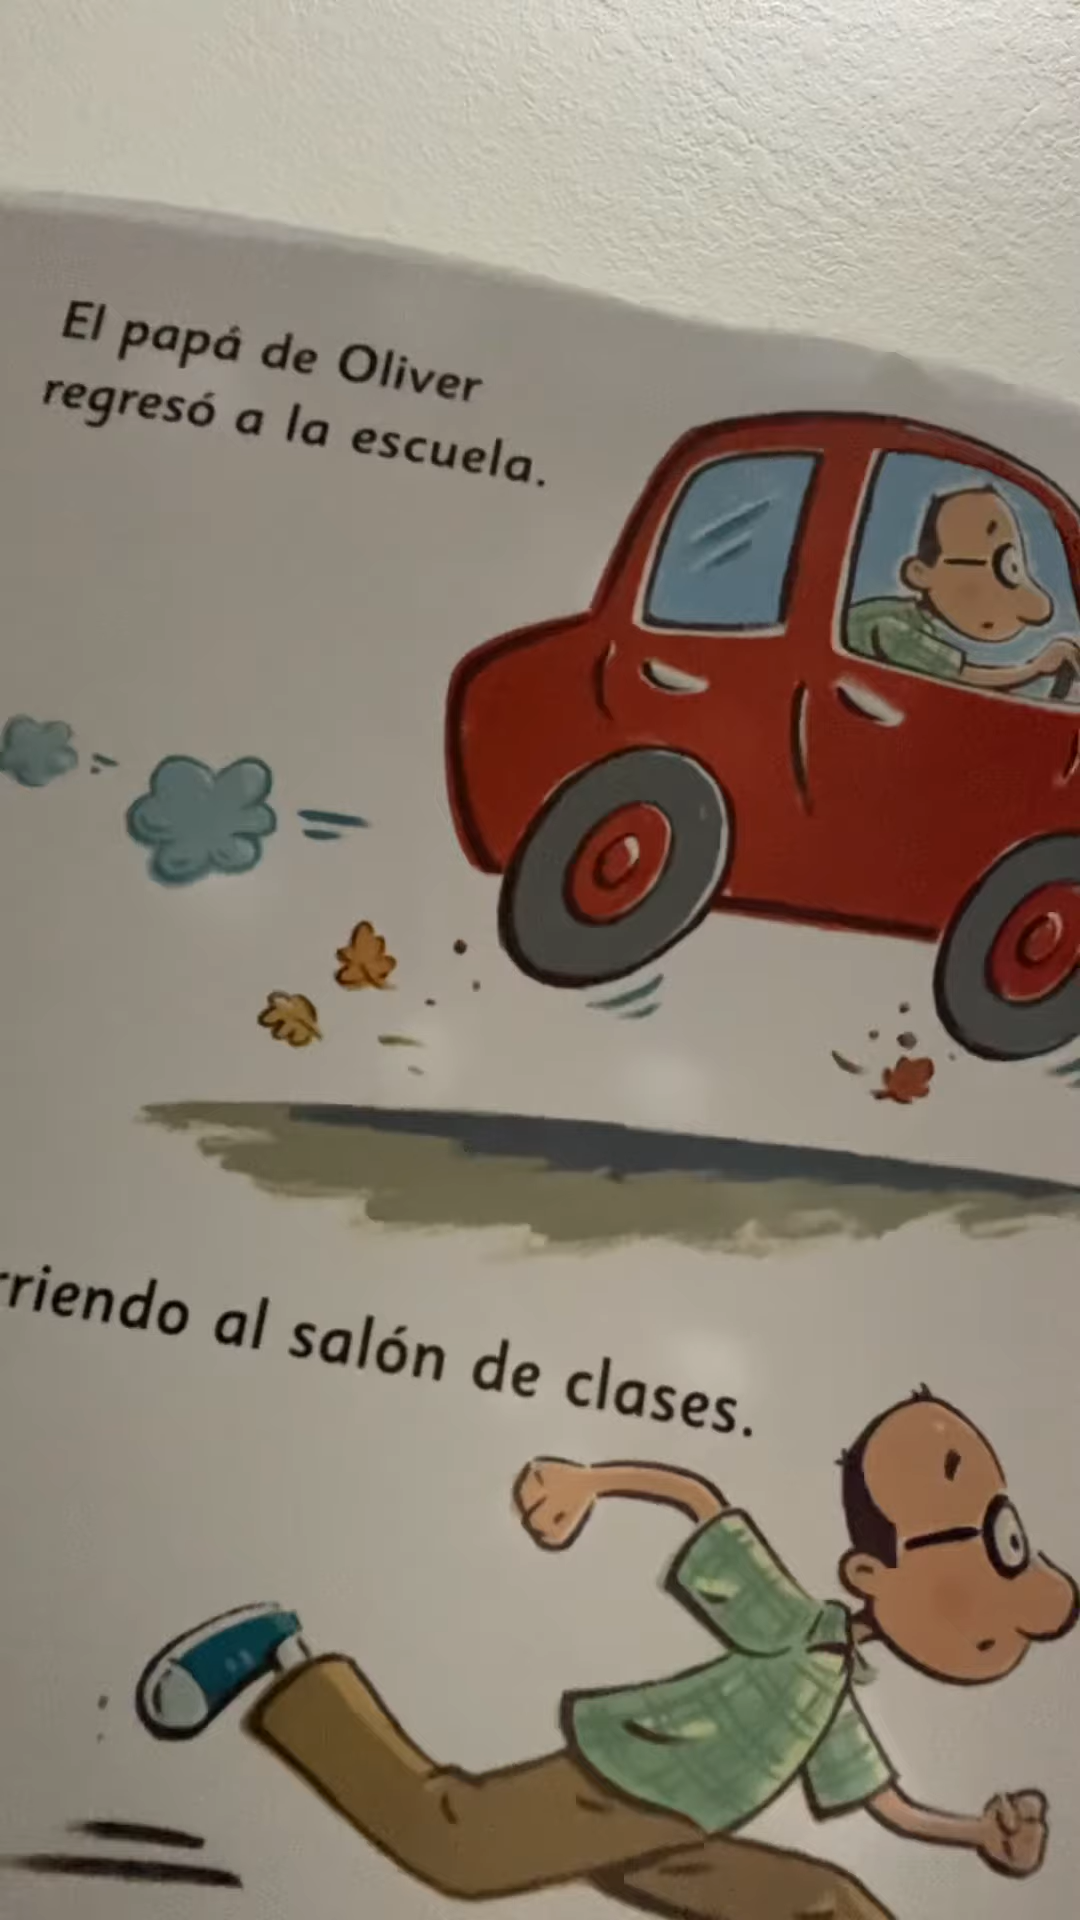 El papá de Oliver
regresó a la escuela.
rriendo al salón de clases.